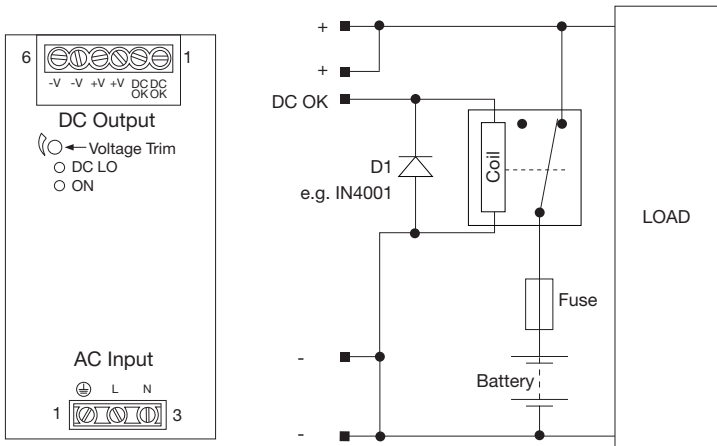 6
1
-V -V +V +V DC OK DC OK
DC Output
Voltage Trim
DC LO
ON
AC Input
L N
1
3
+
+
DC OK
D1
e.g. IN4001
Coil
LOAD
Fuse
-
Battery
-